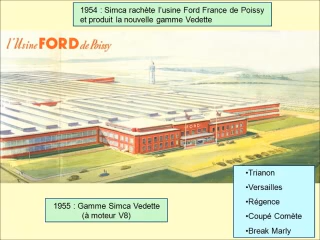 1954 : Simca rachète l'usine Ford France de Poissy
et produit la nouvelle gamme Vedette
l'Usine FORD de Poissy
FORD
1955 : Gamme Simca Vedette
(à moteur V8)
•Trianon
•Versailles
•Régence
•Coupé Comète
•Break Marly